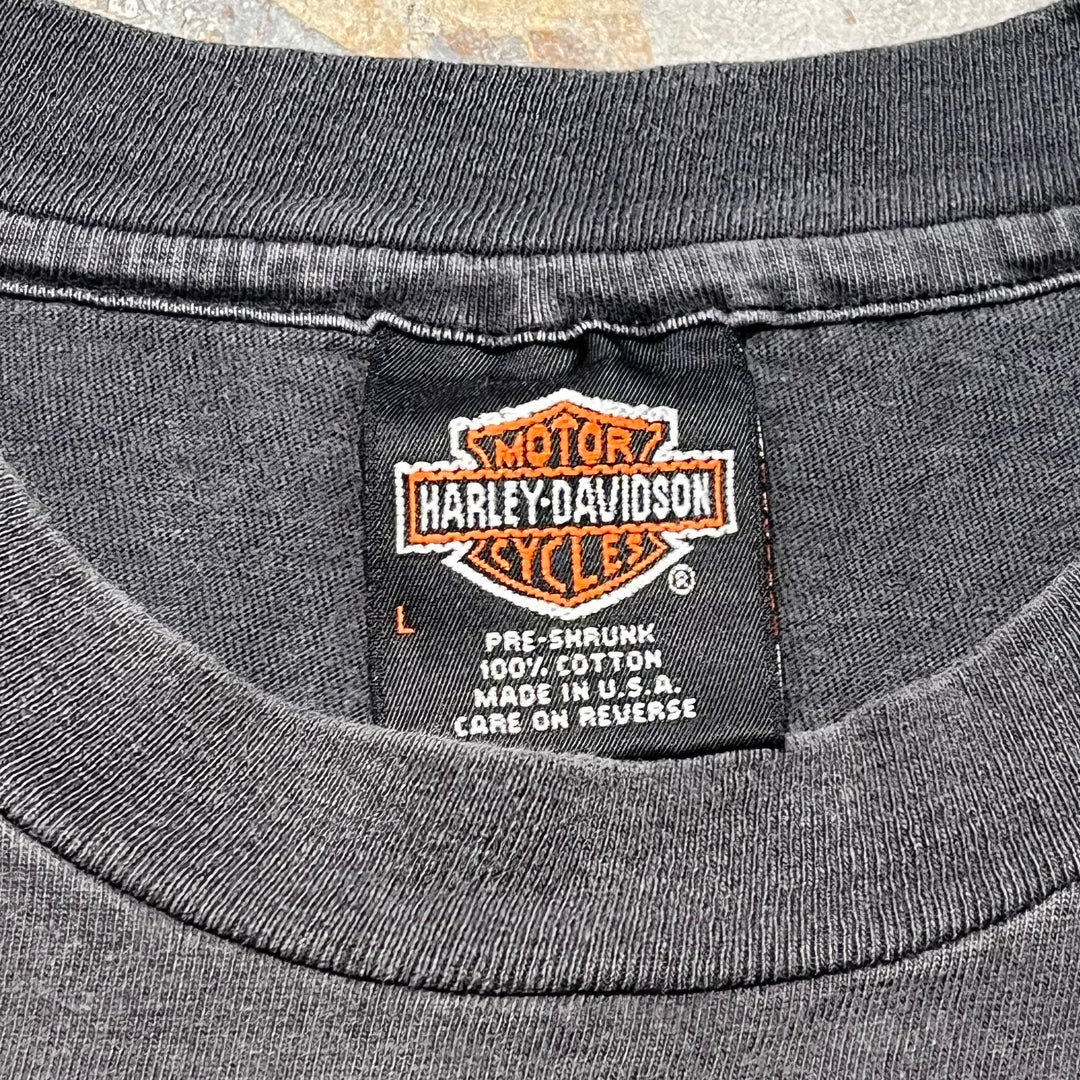 MOTOR
HARLEY-DAVIDSON
CYCLES
®
L
PRE-SHRUNK
100% COTTON
MADE IN U.S.A.
CARE ON REVERSE